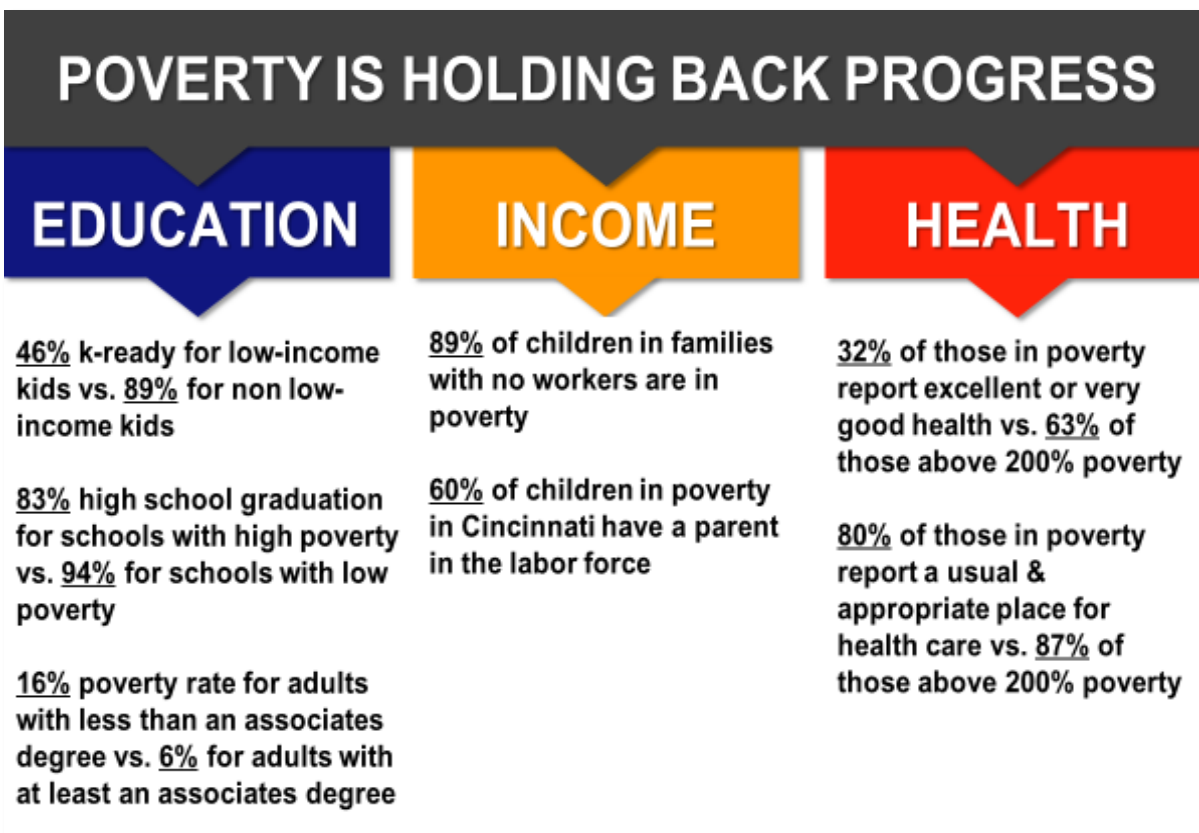 POVERTY IS HOLDING BACK PROGRESS
EDUCATION
46% k-ready for low-income
kids vs. 89% for non low-
income kids
83% high school graduation
for schools with high poverty
vs. 94% for schools with low
poverty
16% poverty rate for adults
with less than an associates
degree vs. 6% for adults with
at least an associates degree
INCOME
89% of children in families
with no workers are in
poverty
60% of children in poverty
in Cincinnati have a parent
in the labor force
HEALTH
32% of those in poverty
report excellent or very
good health vs. 63% of
those above 200% poverty
80% of those in poverty
report a usual &
appropriate place for
health care vs. 87% of
those above 200% poverty